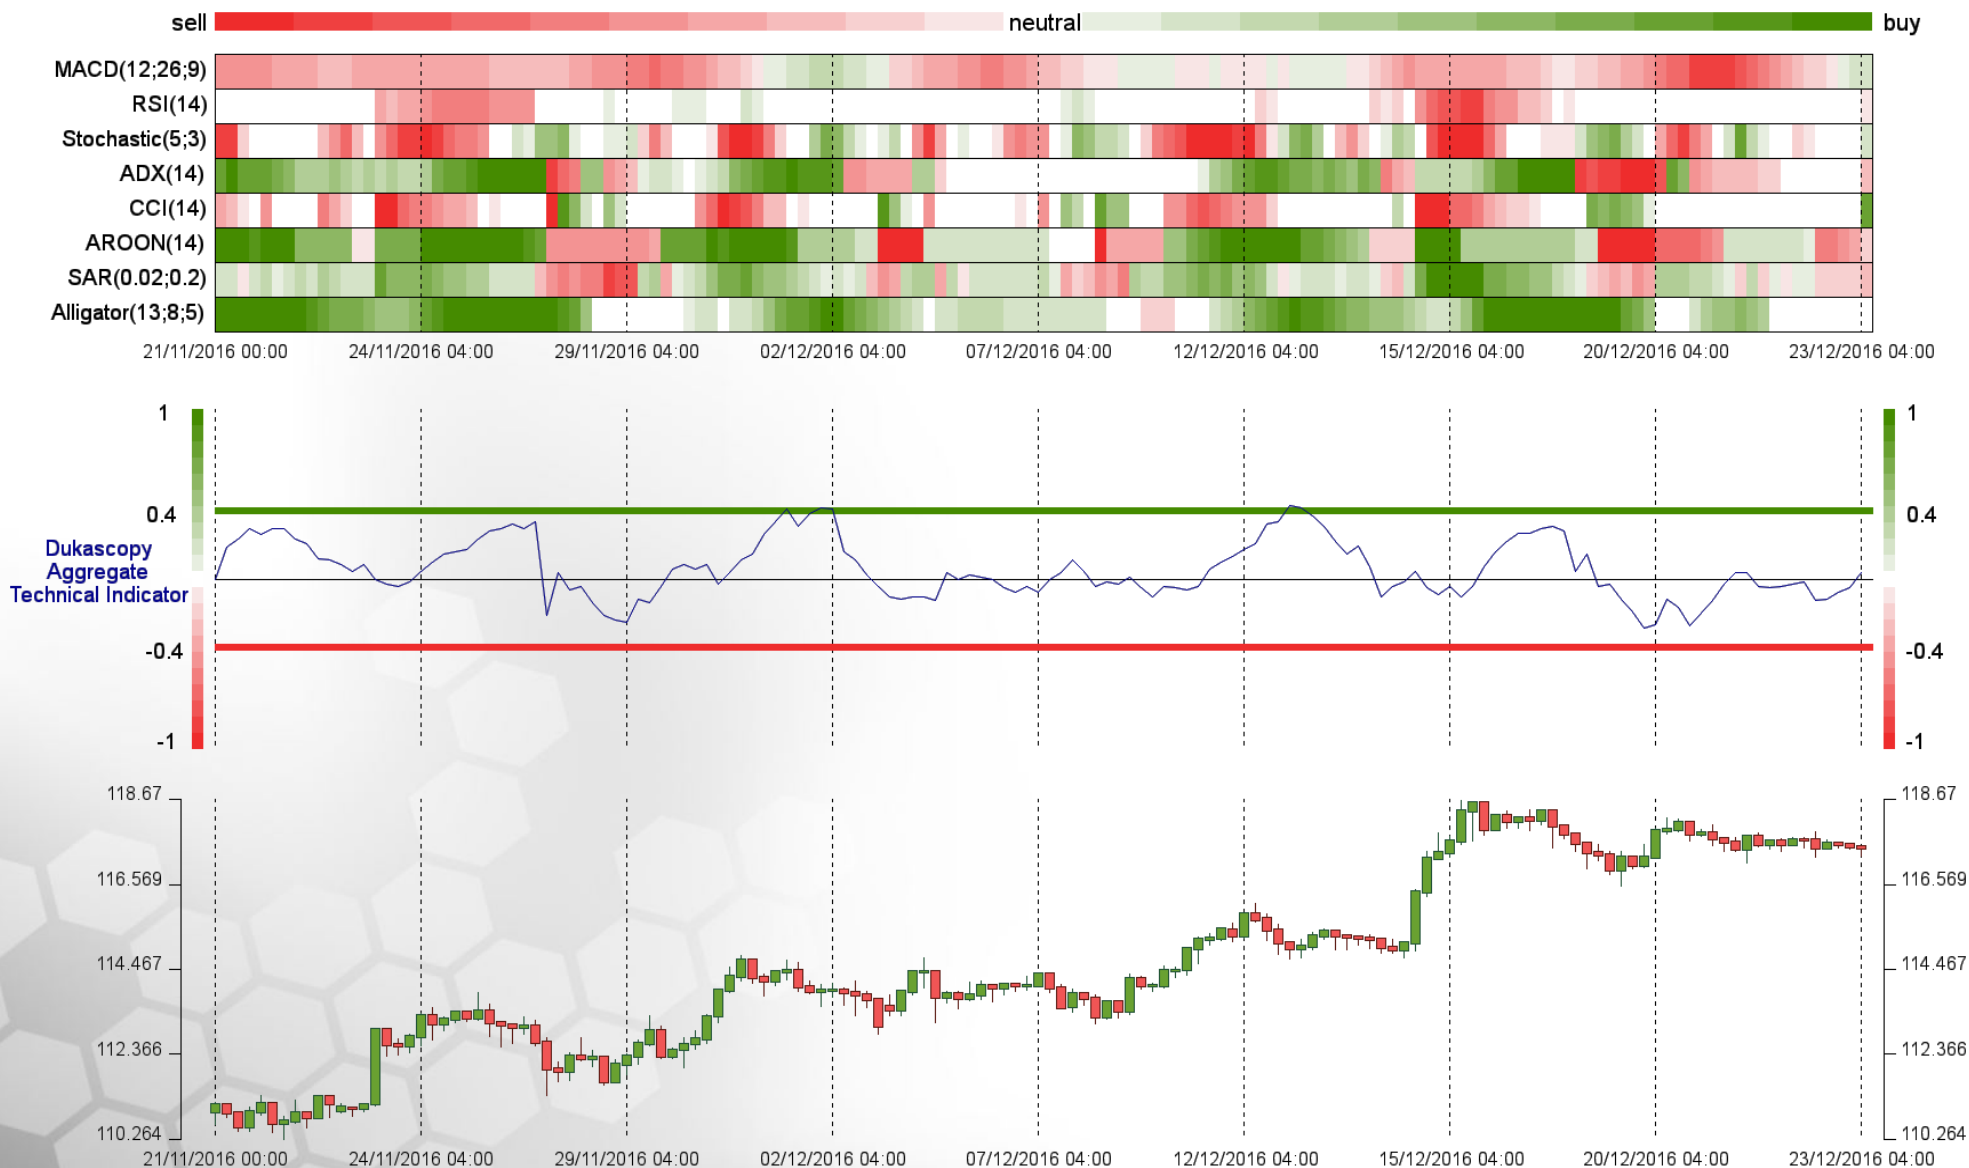 sell neutral buy
MACD(12;26;9)
RSI(14)
Stochastic(5;3)
ADX(14)
CCI(14)
AROON(14)
SAR(0.02;0.2)
Alligator(13;8;5)
21/11/2016 00:00 24/11/2016 04:00 29/11/2016 04:00 02/12/2016 04:00 07/12/2016 04:00 12/12/2016 04:00 15/12/2016 04:00 20/12/2016 04:00 23/12/2016 04:00
1 1
0.4 0.4
Dukascopy
Aggregate
Technical Indicator
-0.4 -0.4
-1 -1
118.67 118.67
116.569 116.569
114.467 114.467
112.366 112.366
110.264 110.264
21/11/2016 00:00 24/11/2016 04:00 29/11/2016 04:00 02/12/2016 04:00 07/12/2016 04:00 12/12/2016 04:00 15/12/2016 04:00 20/12/2016 04:00 23/12/2016 04:00